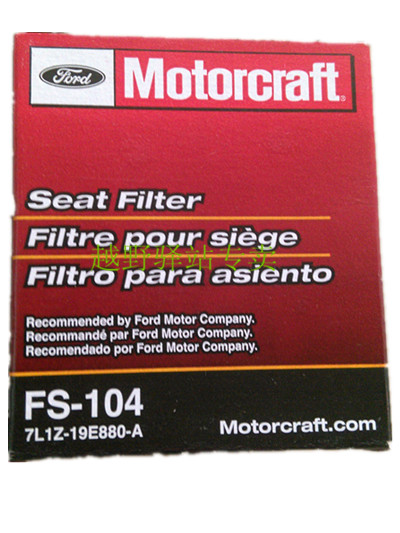 Ford
Motorcraft®
Seat Filter
Filtre pour siège
越野驿站专卖
Filtro para asiento
Recommended by Ford Motor Company.
Recommandé par Ford Motor Company.
Recomendado por Ford Motor Company.
FS-104
7L1Z-19E880-A
Motorcraft.com